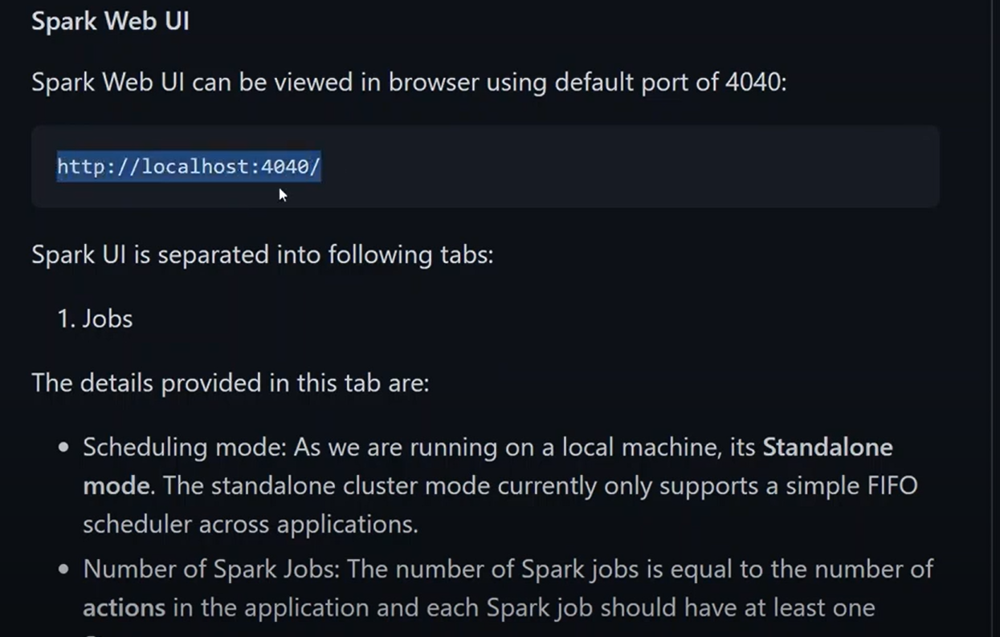 Spark Web UI
Spark Web UI can be viewed in browser using default port of 4040:
http://localhost:4040/
Spark UI is separated into following tabs:
1. Jobs
The details provided in this tab are:
• Scheduling mode: As we are running on a local machine, its Standalone
mode. The standalone cluster mode currently only supports a simple FIFO
scheduler across applications.
• Number of Spark Jobs: The number of Spark jobs is equal to the number of
actions in the application and each Spark job should have at least one